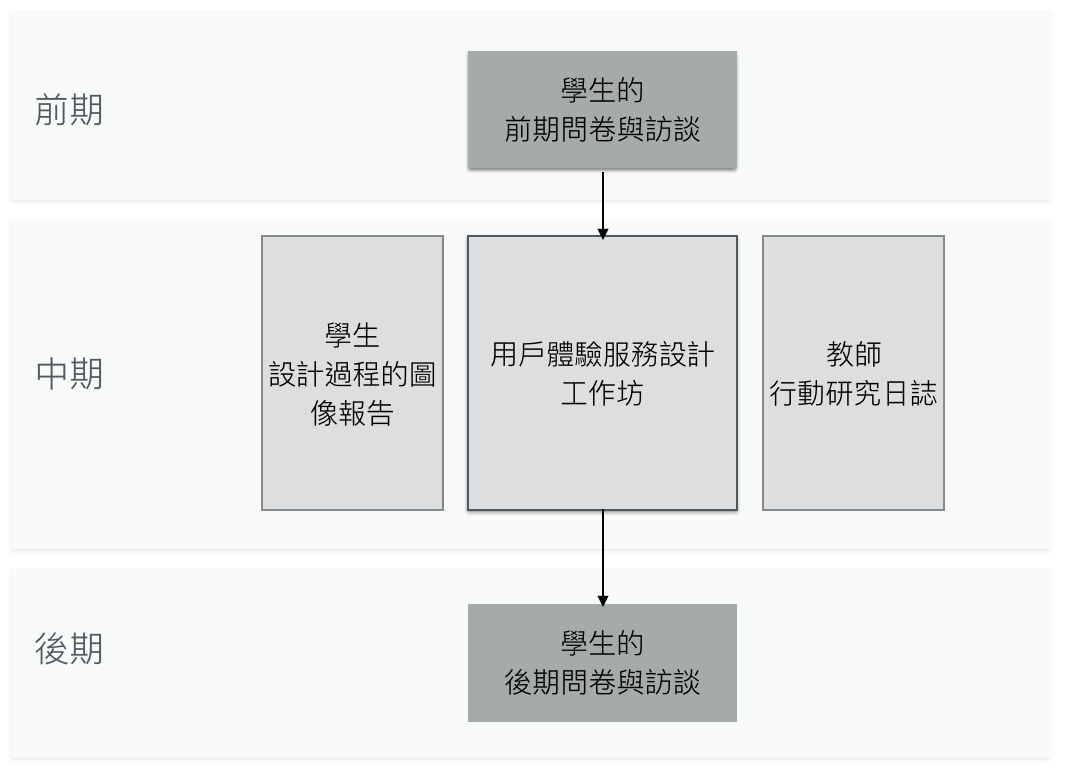 前期
學生的
前期問卷與訪談
中期
學生
設計過程的圖
像報告
用戶體驗服務設計
工作坊
教師
行動研究日誌
後期
學生的
後期問卷與訪談